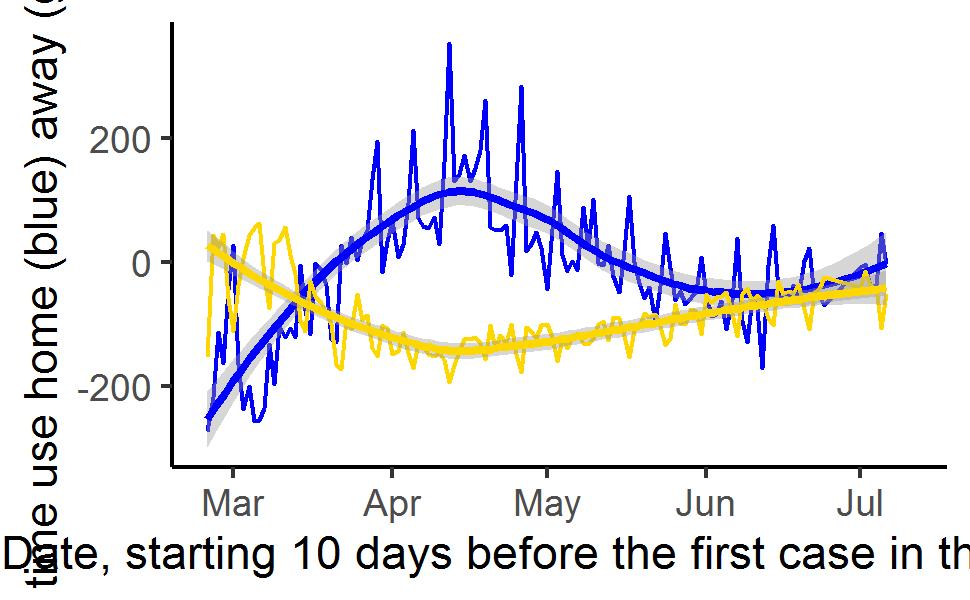 time use home (blue) away (
200
0
-200
Mar Apr May Jun Jul
Date, starting 10 days before the first case in th